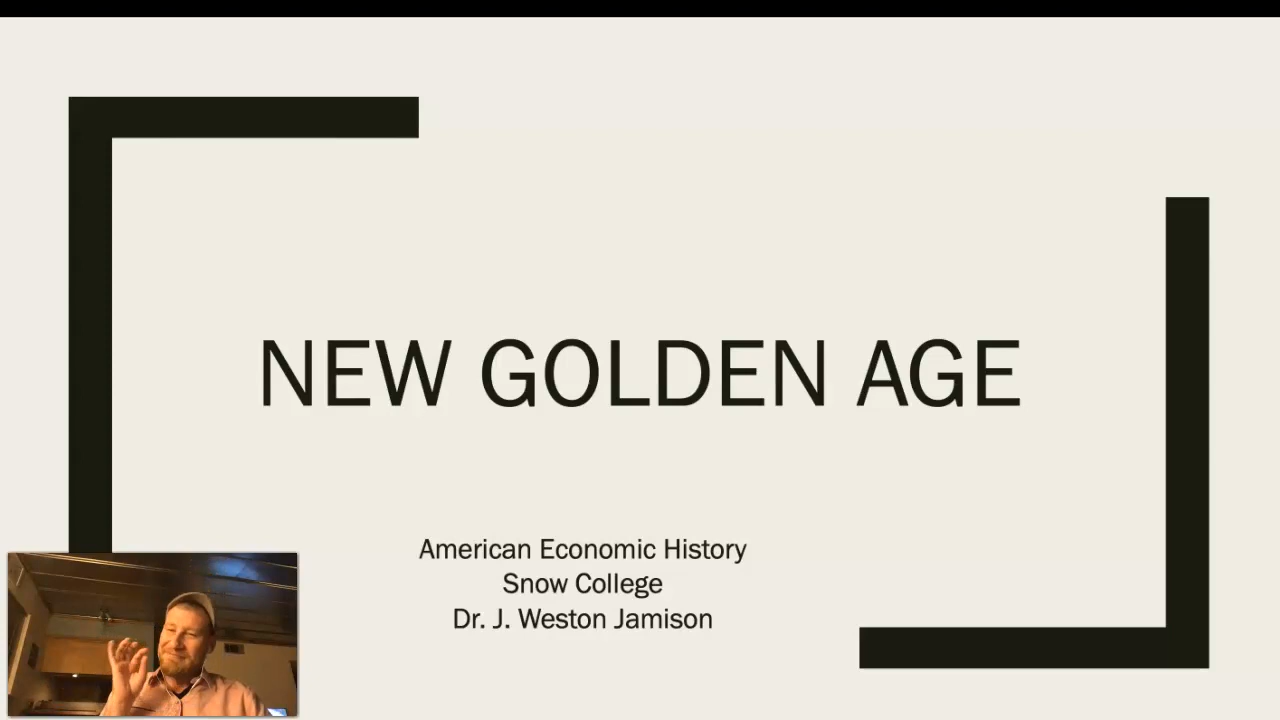 NEW GOLDEN AGE
American Economic History
Snow College
Dr. J. Weston Jamison